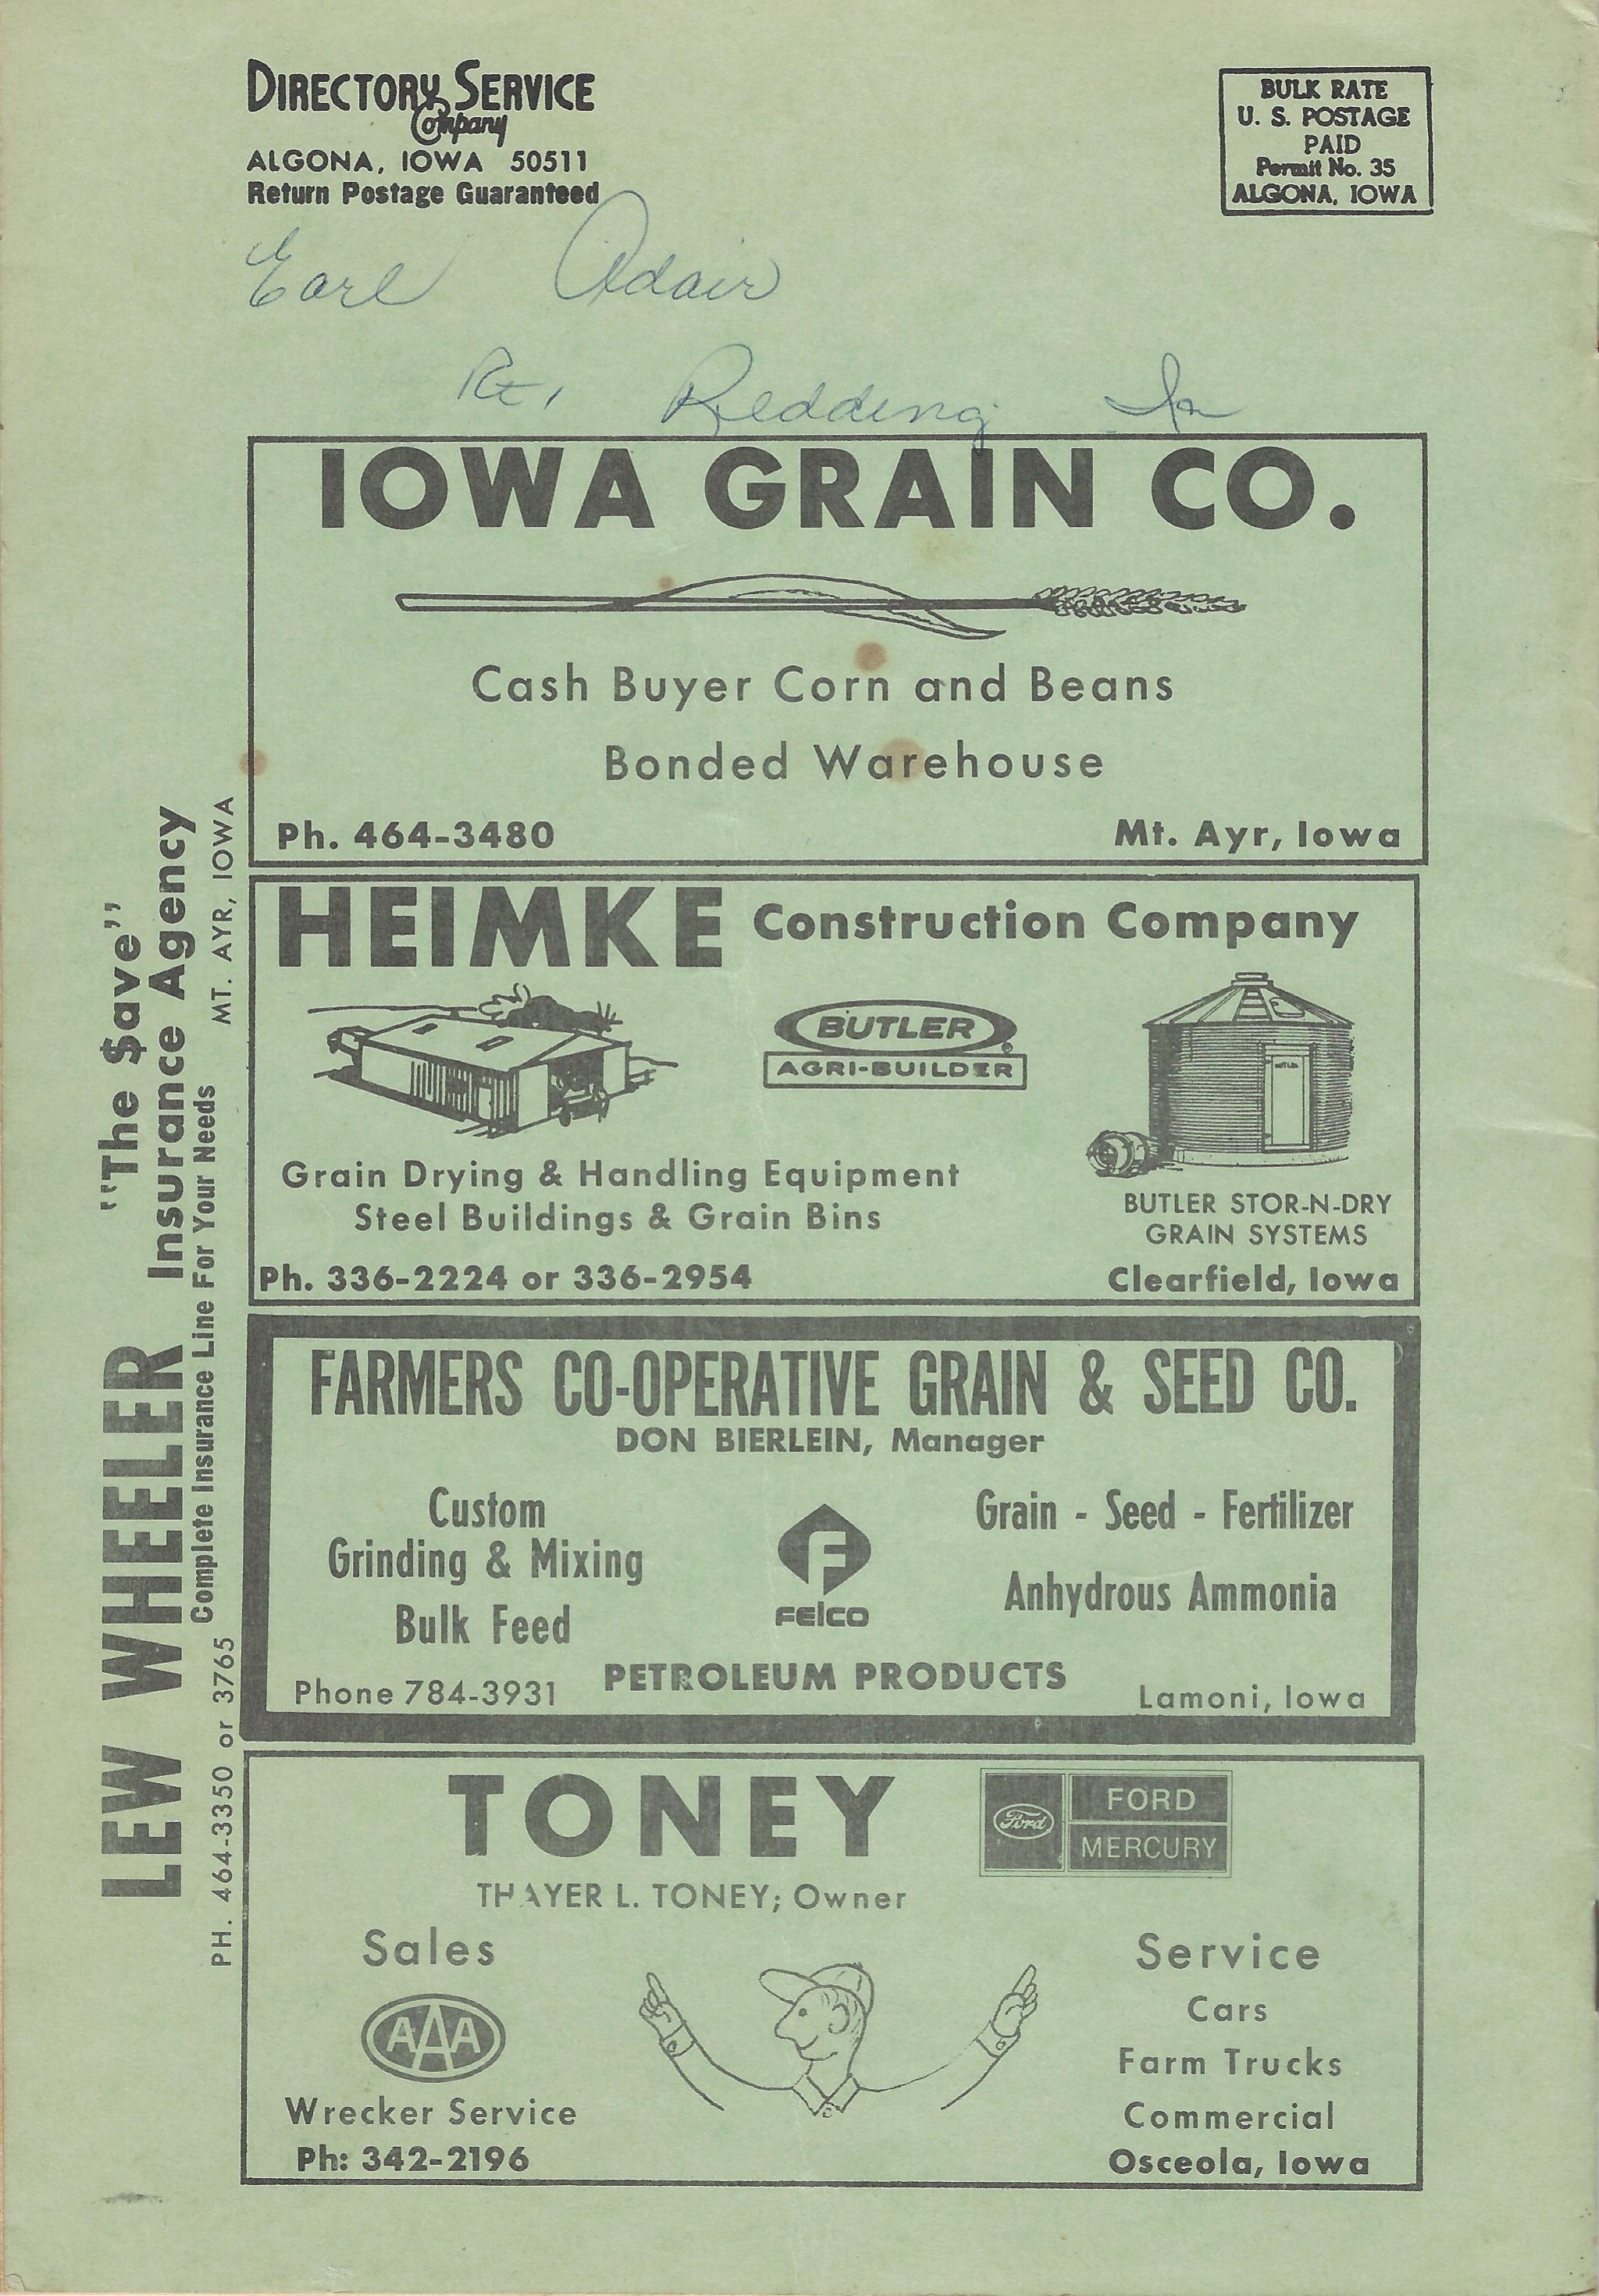 DIRECTORY SERVICE
Company
ALGONA, IOWA 50511
Return Postage Guaranteed
BULK RATE
U. S. POSTAGE
PAID
Permit No. 35
ALGONA, IOWA
Earl Adair
Rt, Redding Ia
IOWA GRAIN CO.
Cash Buyer Corn and Beans
Bonded Warehouse
Ph. 464-3480 Mt. Ayr, Iowa
HEIMKE Construction Company
BUTLER
AGRI-BUILDER
BUTLER
Grain Drying & Handling Equipment
Steel Buildings & Grain Bins
BUTLER STOR-N-DRY
GRAIN SYSTEMS
Ph. 336-2224 or 336-2954 Clearfield, Iowa
FARMERS CO-OPERATIVE GRAIN & SEED CO.
DON BIERLEIN, Manager
Custom
Grinding & Mixing
Bulk Feed
F
FELCO
Grain - Seed - Fertilizer
Anhydrous Ammonia
PETROLEUM PRODUCTS
Phone 784-3931 Lamoni, Iowa
TONEY
Ford
FORD
MERCURY
THAYER L. TONEY; Owner
Sales
AAA
Wrecker Service
Ph: 342-2196
Service
Cars
Farm Trucks
Commercial
Osceola, Iowa
LEW WHEELER "The $ave"
Insurance Agency
Complete Insurance Line For Your Needs
PH. 464-3350 or 3765 MT. AYR, IOWA